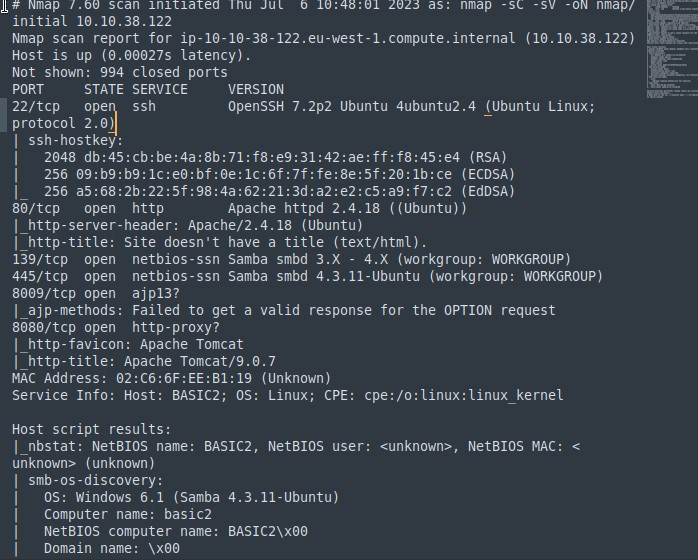 # Nmap 7.60 scan initiated Thu Jul  6 10:48:01 2023 as: nmap -sC -sV -oN nmap/
initial 10.10.38.122
Nmap scan report for ip-10-10-38-122.eu-west-1.compute.internal (10.10.38.122)
Host is up (0.00027s latency).
Not shown: 994 closed ports
PORT     STATE SERVICE     VERSION
22/tcp   open  ssh         OpenSSH 7.2p2 Ubuntu 4ubuntu2.4 (Ubuntu Linux;
protocol 2.0)
| ssh-hostkey:
|   2048 db:45:cb:be:4a:8b:71:f8:e9:31:42:ae:ff:f8:45:e4 (RSA)
|   256 09:b9:b9:1c:e0:bf:0e:1c:6f:7f:fe:8e:5f:20:1b:ce (ECDSA)
|_  256 a5:68:2b:22:5f:98:4a:62:21:3d:a2:e2:c5:a9:f7:c2 (EdDSA)
80/tcp   open  http        Apache httpd 2.4.18 ((Ubuntu))
|_http-server-header: Apache/2.4.18 (Ubuntu)
|_http-title: Site doesn't have a title (text/html).
139/tcp  open  netbios-ssn Samba smbd 3.X - 4.X (workgroup: WORKGROUP)
445/tcp  open  netbios-ssn Samba smbd 4.3.11-Ubuntu (workgroup: WORKGROUP)
8009/tcp open  ajp13?
|_ajp-methods: Failed to get a valid response for the OPTION request
8080/tcp open  http-proxy?
|_http-favicon: Apache Tomcat
|_http-title: Apache Tomcat/9.0.7
MAC Address: 02:C6:6F:EE:B1:19 (Unknown)
Service Info: Host: BASIC2; OS: Linux; CPE: cpe:/o:linux:linux_kernel

Host script results:
|_nbstat: NetBIOS name: BASIC2, NetBIOS user: <unknown>, NetBIOS MAC: <
unknown> (unknown)
| smb-os-discovery:
|   OS: Windows 6.1 (Samba 4.3.11-Ubuntu)
|   Computer name: basic2
|   NetBIOS computer name: BASIC2\x00
|   Domain name: \x00